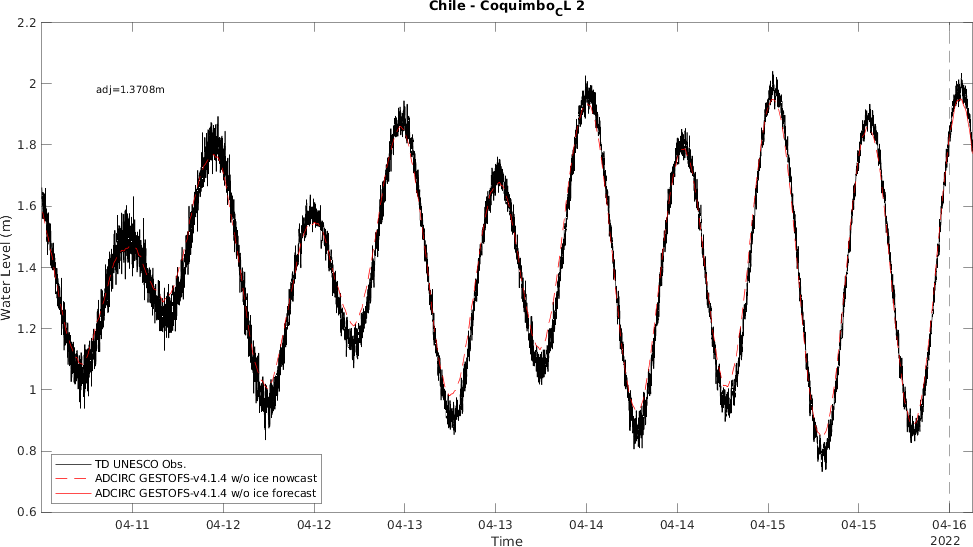 Chile - Coquimbo_CL 2
2.2
2
1.8
1.6
1.4
1.2
1
0.8
0.6
Water Level (m)
adj=1.3708m
TD UNESCO Obs.
ADCIRC GESTOFS-v4.1.4 w/o ice nowcast
ADCIRC GESTOFS-v4.1.4 w/o ice forecast
04-11 04-12 04-12 04-13 04-13 04-14 04-14 04-15 04-15 04-16
Time 2022